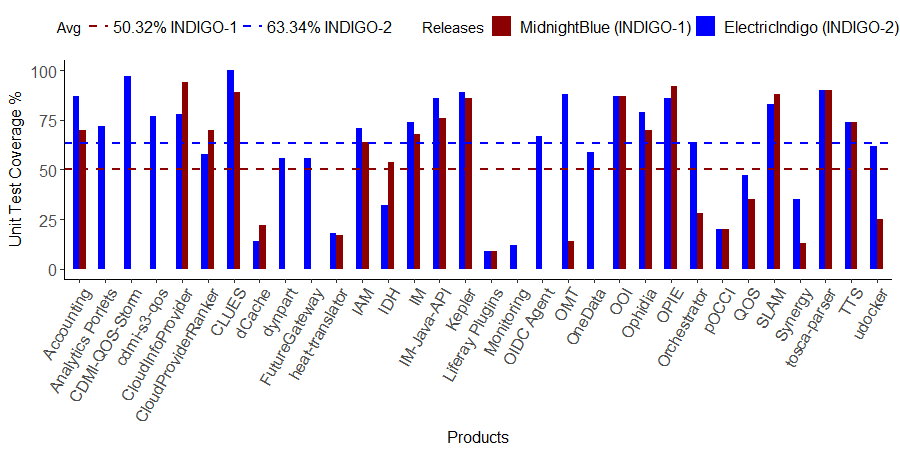 Avg 50.32% INDIGO-1 63.34% INDIGO-2 Releases MidnightBlue (INDIGO-1) ElectricIndigo (INDIGO-2)
Unit Test Coverage %
100
75
50
25
0
Accounting
Analytics Portlets
CDMI-QOS-Storm
cdmi-s3-qos
CloudInfoProvider
CloudProviderRanker
CLUES
dCache
dynpart
FutureGateway
heat-translator
IAM
IDH
IM
IM-Java-API
Kepler
Liferay Plugins
Monitoring
OIDC Agent
OMT
OneData
OOI
Ophidia
OPIE
Orchestrator
pOCCI
QOS
SLAM
Synergy
tosca-parser
TTS
udocker
Products